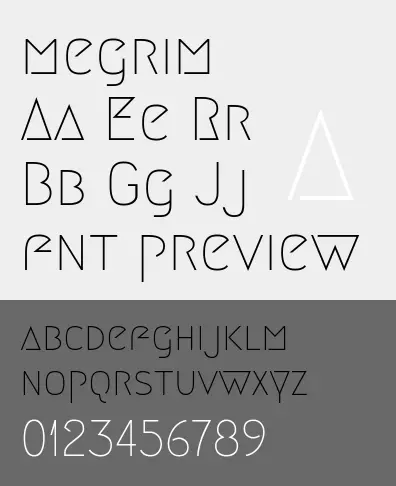 megrim
Aa Ee Rr
A
Bb Gg Jj
fnt preview
abcdefghijklm
nopqrstuvwxyz
0123456789